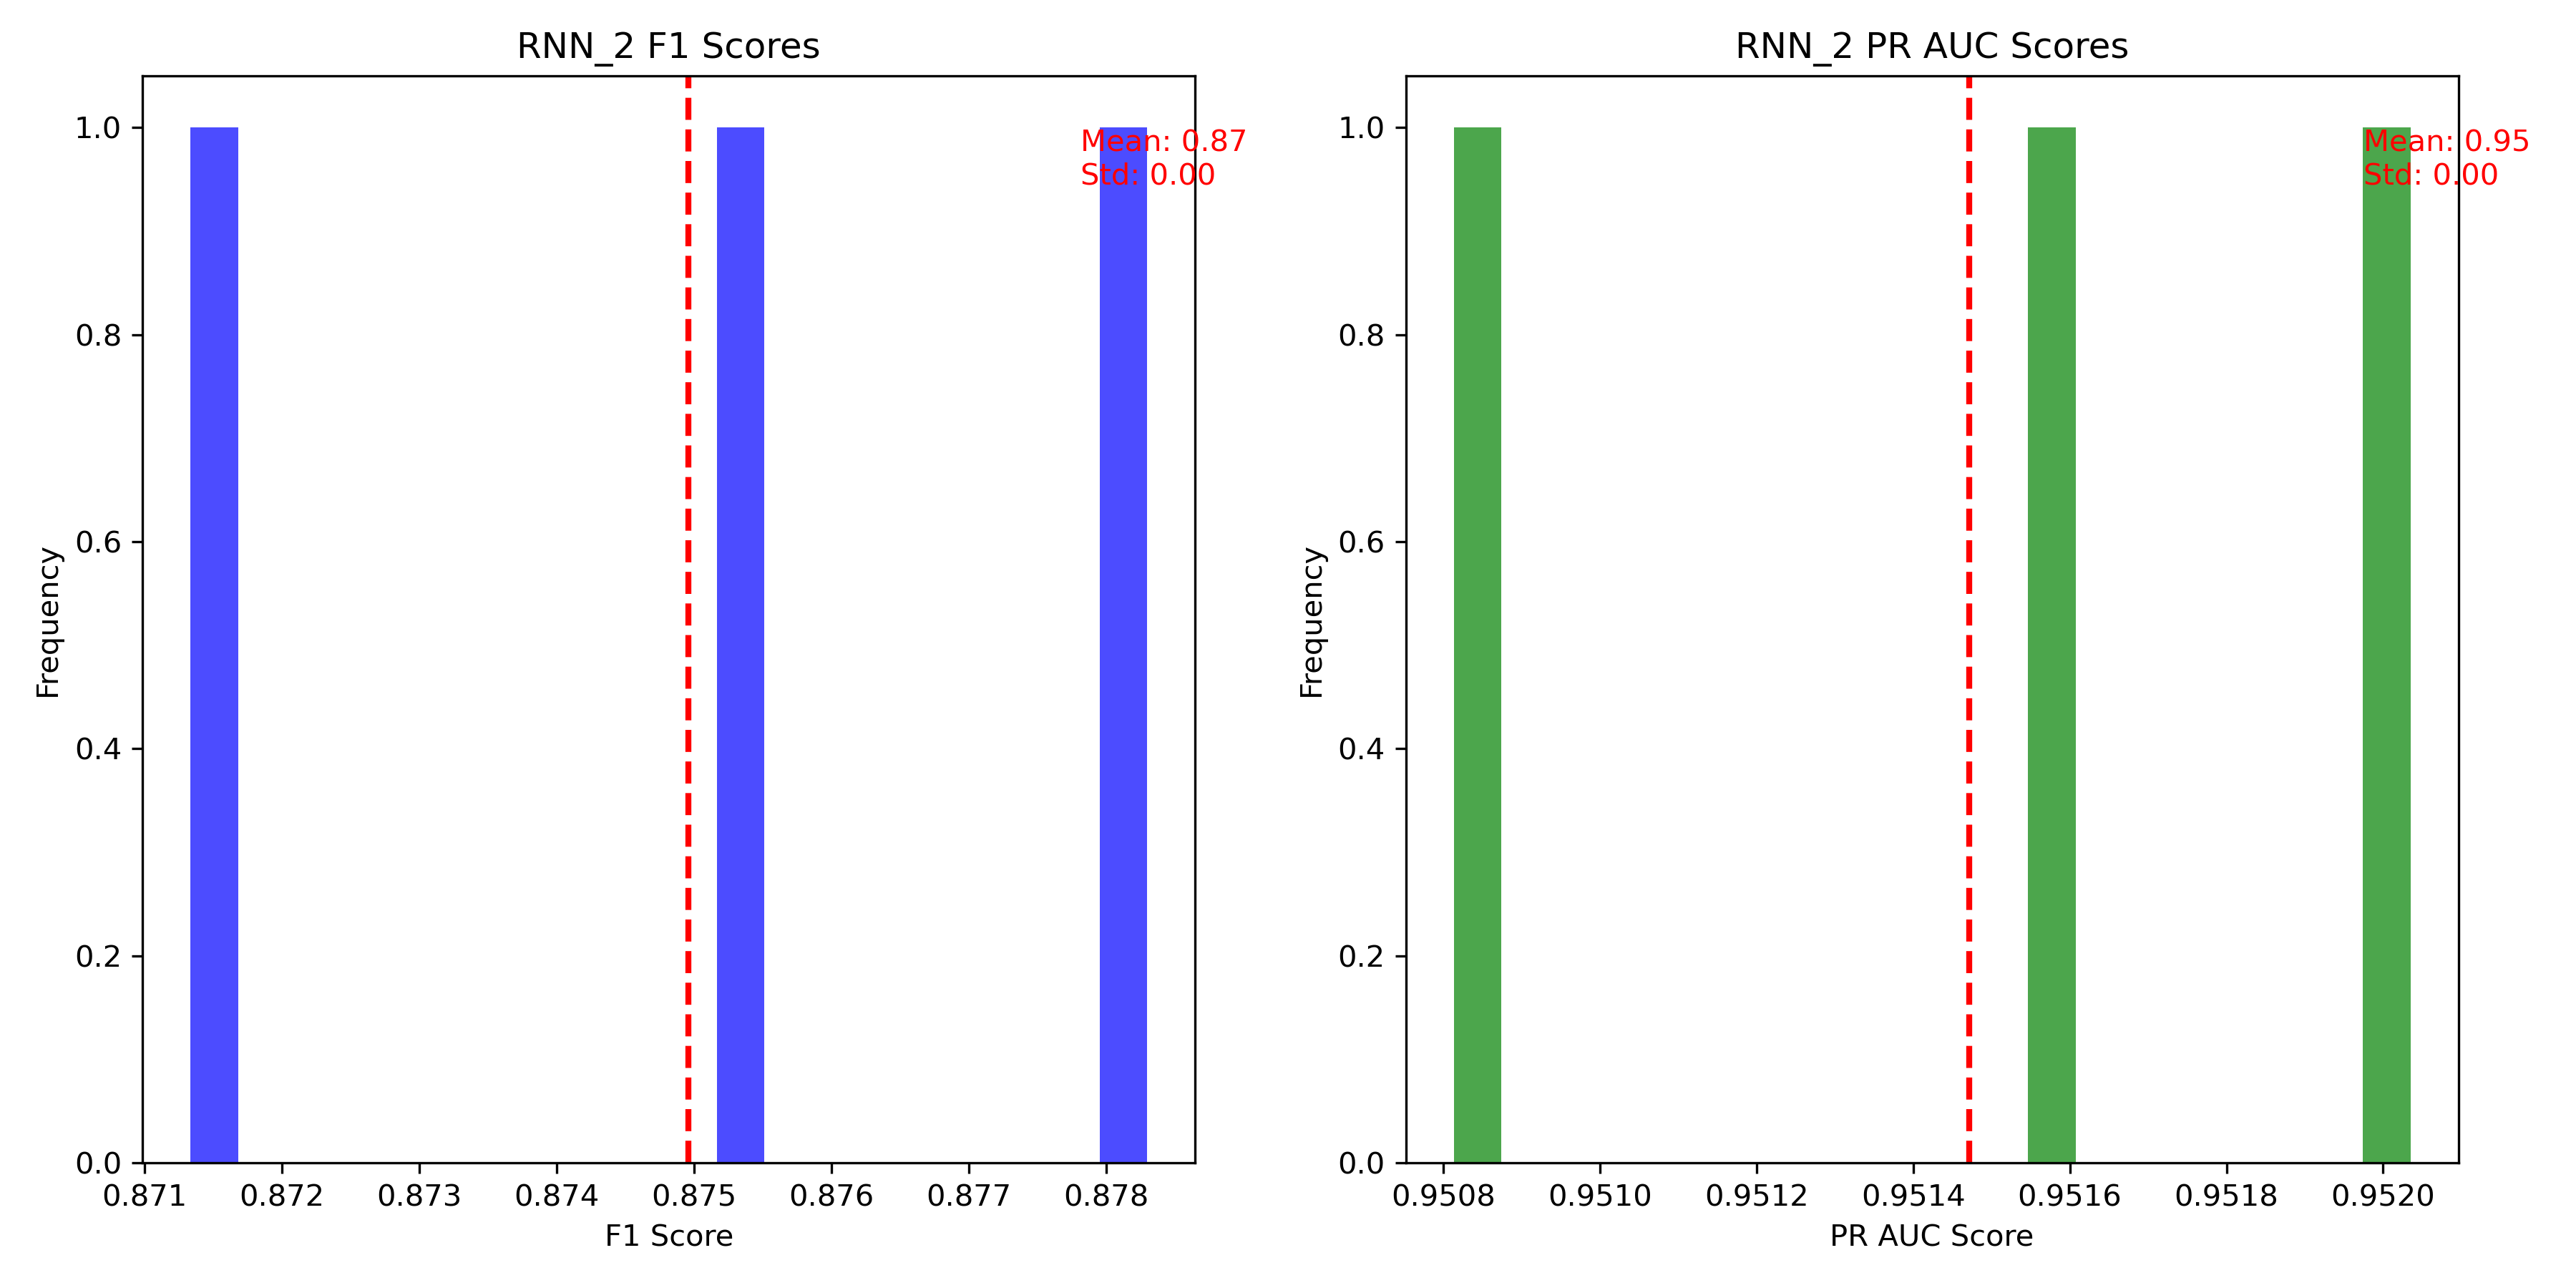 RNN_2 F1 Scores
1.0
0.8
0.6
0.4
0.2
0.0
Frequency
Mean: 0.87
Std: 0.00
0.871 0.872 0.873 0.874 0.875 0.876 0.877 0.878
F1 Score
RNN_2 PR AUC Scores
1.0
0.8
0.6
0.4
0.2
0.0
Frequency
Mean: 0.95
Std: 0.00
0.9508 0.9510 0.9512 0.9514 0.9516 0.9518 0.9520
PR AUC Score